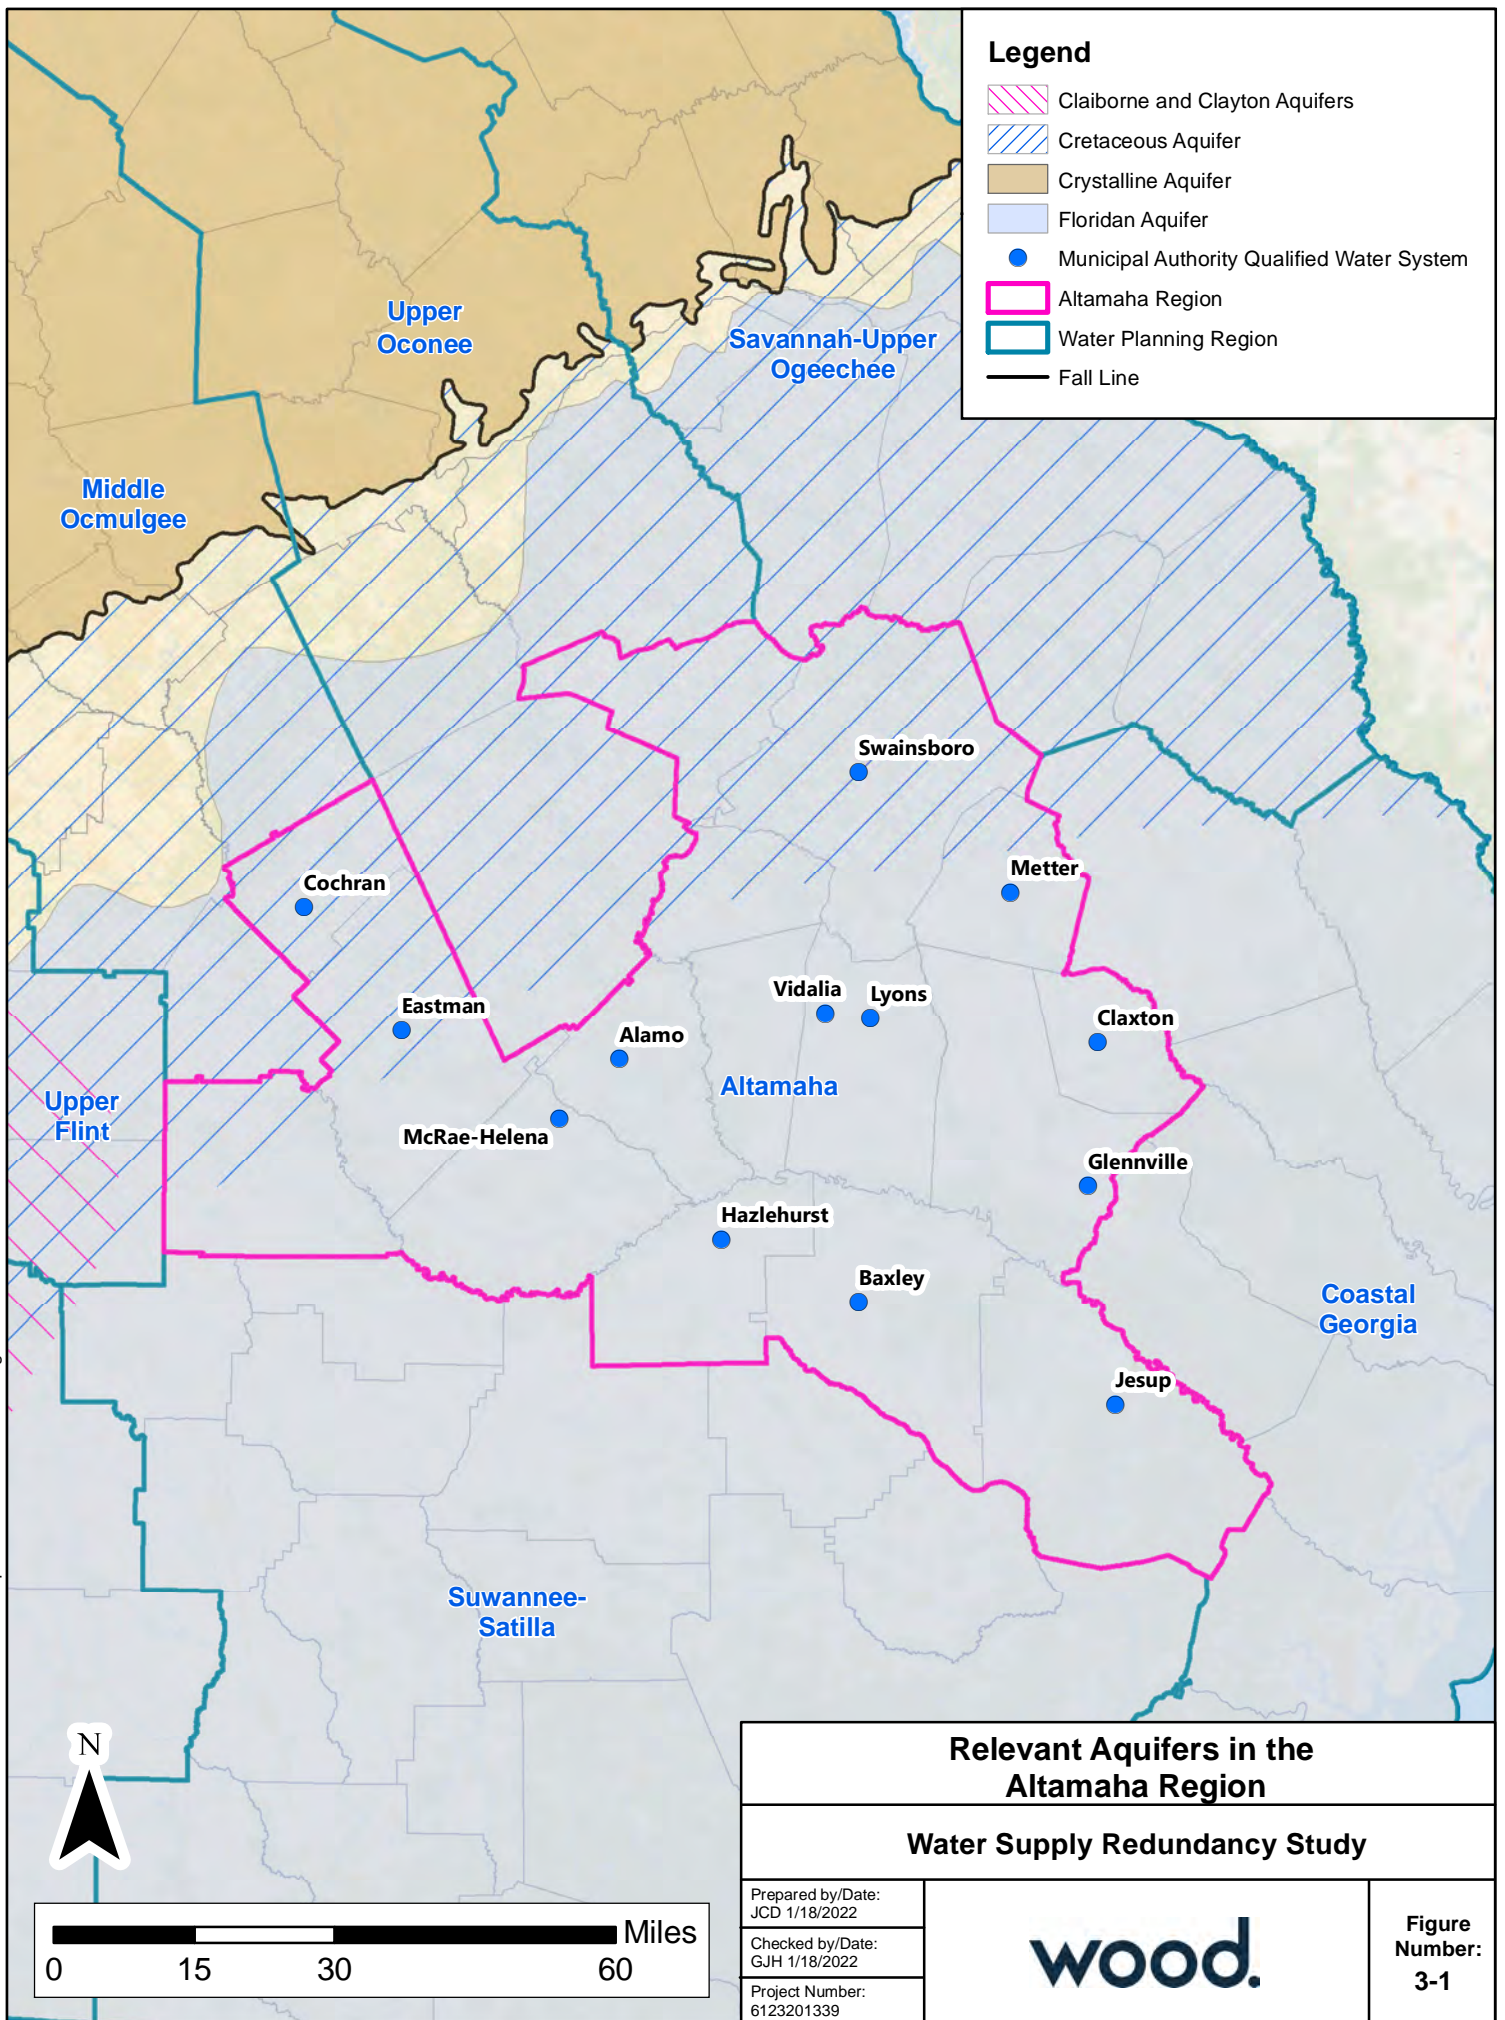 Legend
Claiborne and Clayton Aquifers
Cretaceous Aquifer
Crystalline Aquifer
Floridan Aquifer
Municipal Authority Qualified Water System
Altamaha Region
Water Planning Region
Fall Line
Upper
Oconee
Savannah-Upper
Ogeechee
Middle
Ocmulgee
Swainsboro
Metter
Cochran
Eastman
Vidalia
Lyons
Claxton
Alamo
Altamaha
Upper
Flint
McRae-Helena
Glennville
Hazlehurst
Baxley
Coastal
Georgia
Jesup
Suwannee-
Satilla
N
Miles
0 15 30 60
Relevant Aquifers in the
Altamaha Region
Water Supply Redundancy Study
Prepared by/Date:
JCD 1/18/2022
Checked by/Date:
GJH 1/18/2022
Project Number:
6123201339
wood.
Figure
Number:
3-1